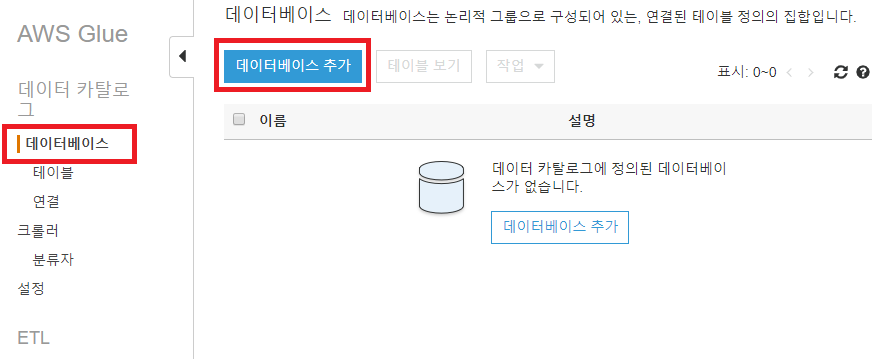 AWS Glue
데이터 카탈로
그
데이터베이스
테이블
연결
크롤러
분류자
설정
ETL
데이터베이스 데이터베이스는 논리적 그룹으로 구성되어 있는, 연결된 테이블 정의의 집합입니다.
데이터베이스 추가 테이블 보기 작업
표시: 0~0
이름 설명
데이터 카탈로그에 정의된 데이터베이
스가 없습니다.
데이터베이스 추가